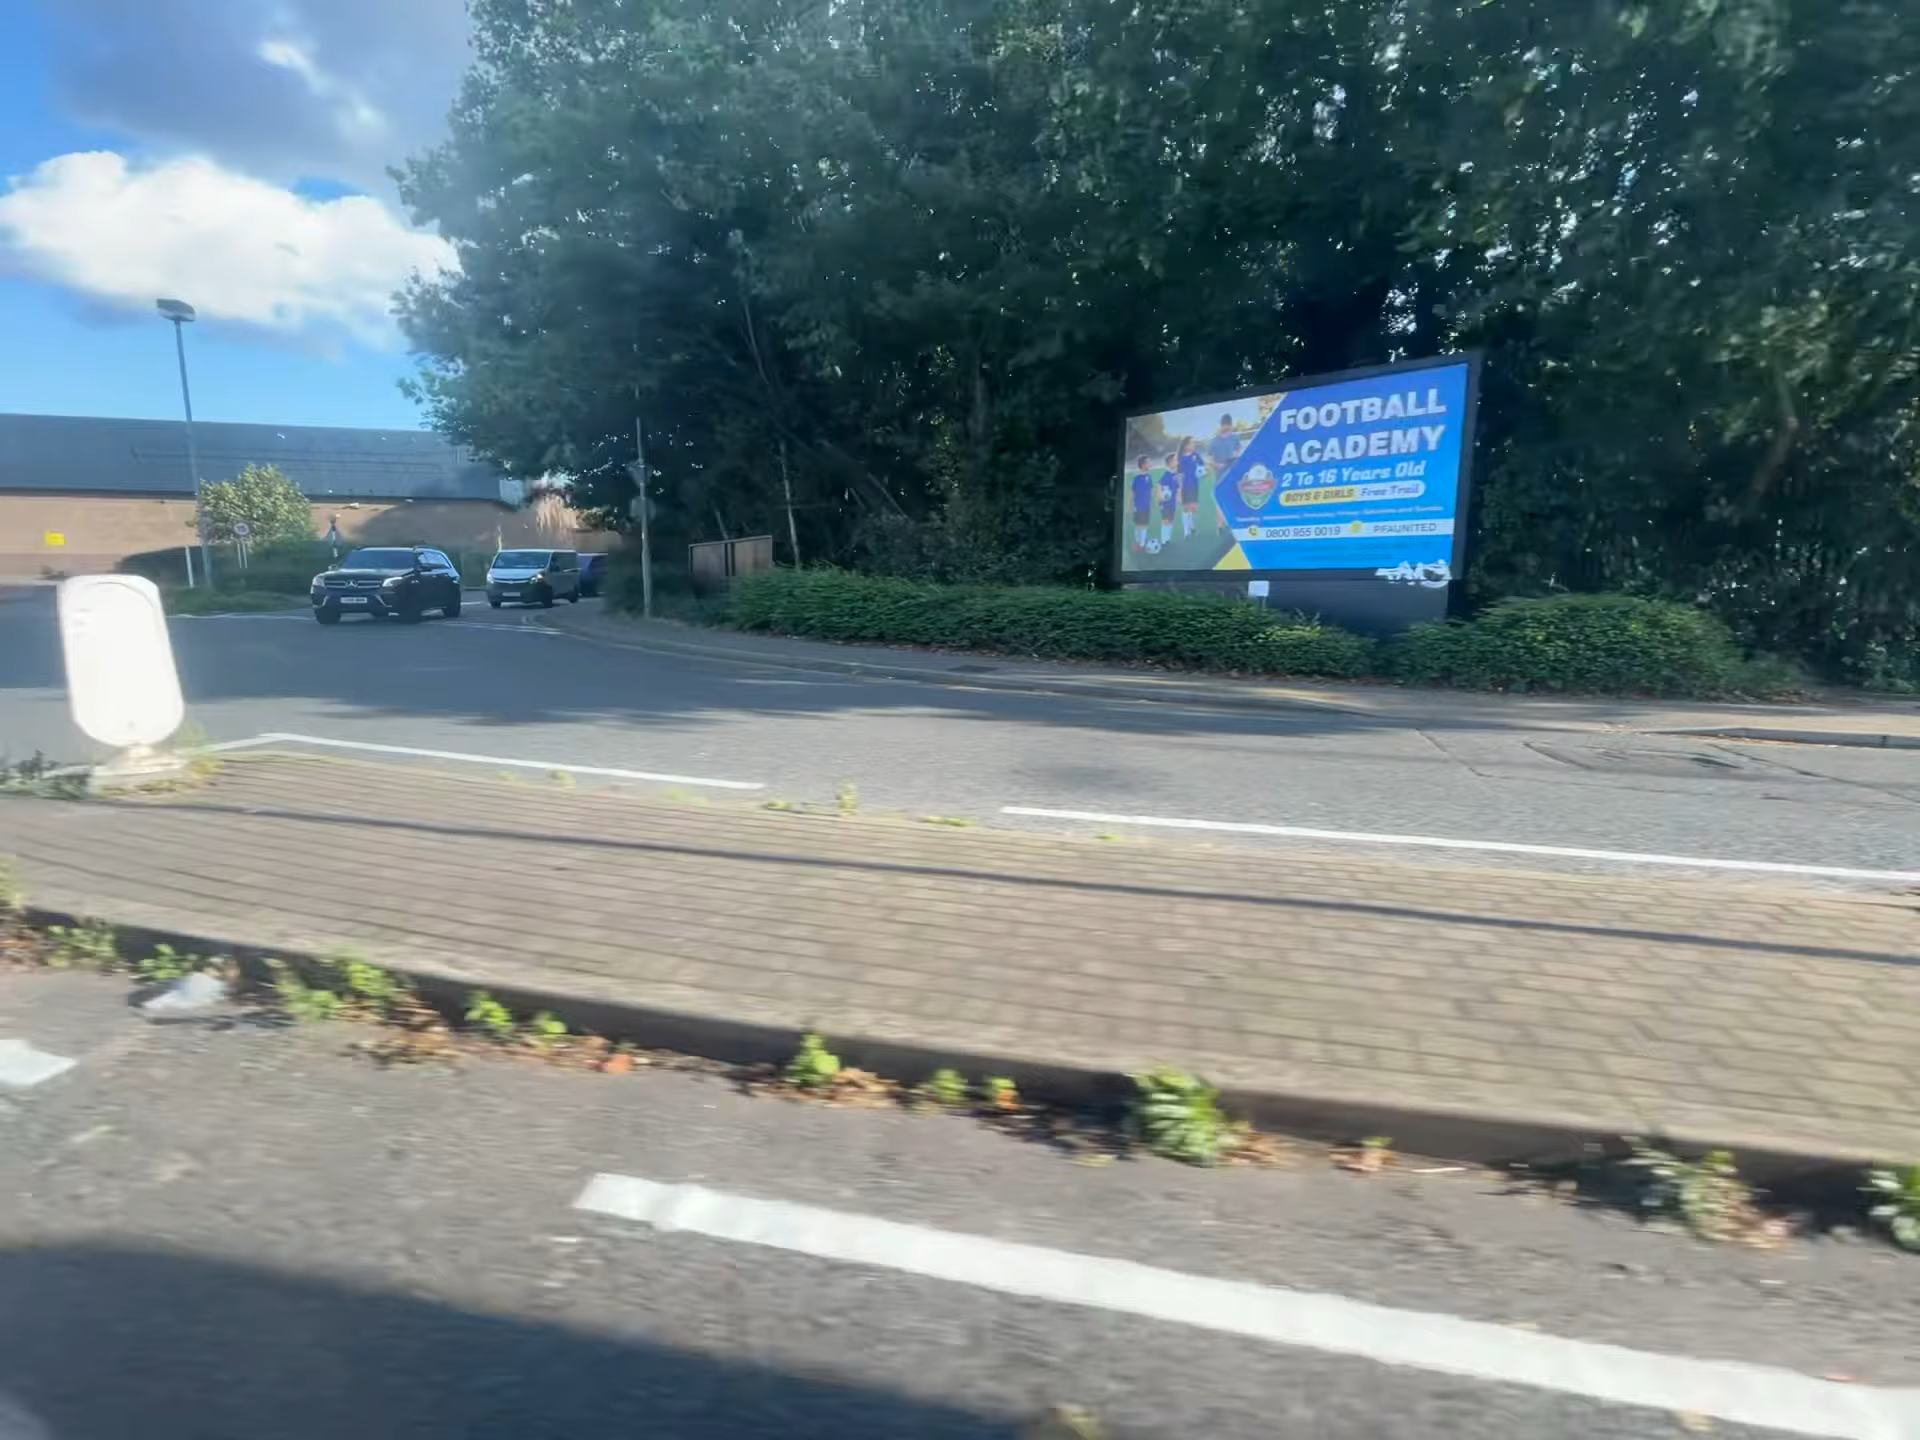 FOOTBALL
ACADEMY
2 To 16 Years Old
BOYS & GIRLS Free Trail
0800 955 0019 PFAUNITED